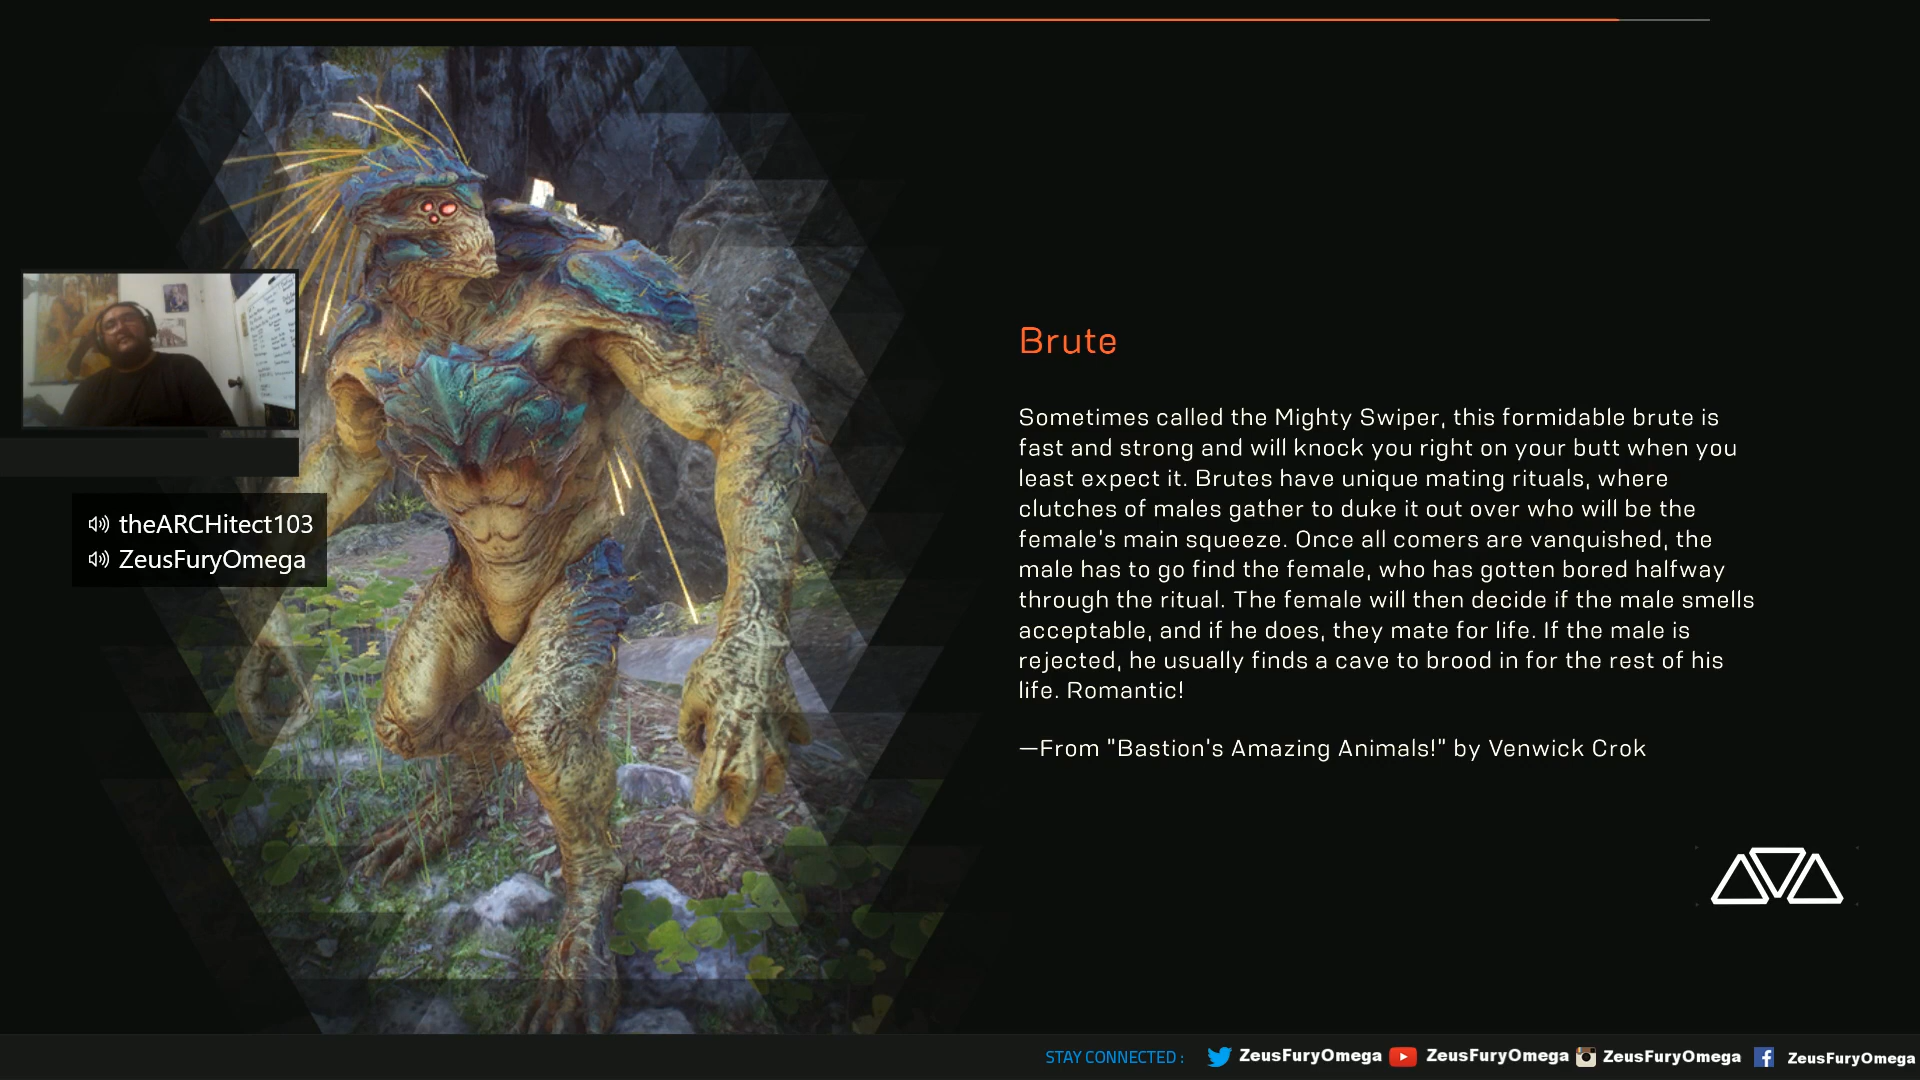 Brute
Sometimes called the Mighty Swiper, this formidable brute is
fast and strong and will knock you right on your butt when you
least expect it. Brutes have unique mating rituals, where
clutches of males gather to duke it out over who will be the
female's main squeeze. Once all comers are vanquished, the
male has to go find the female, who has gotten bored halfway
through the ritual. The female will then decide if the male smells
acceptable, and if he does, they mate for life. If the male is
rejected, he usually finds a cave to brood in for the rest of his
life. Romantic!
—From "Bastion's Amazing Animals!" by Venwick Crok
theARCHitect103
ZeusFuryOmega
STAY CONNECTED : ZeusFuryOmega ZeusFuryOmega ZeusFuryOmega ZeusFuryOmega